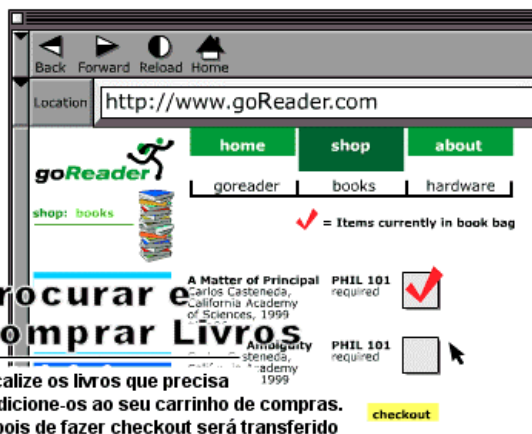 Back Forward Reload Home
Location http://www.goReader.com
home shop about
goReader
goreader books hardware
shop: books
= Items currently in book bag
A Matter of Principal PHIL 101
Carlos Casteneda, required
California Academy
of Sciences, 1999
rocurar e
omprar Livros
Ambiguity PHIL 101
steneda, required
1999
calize os livros que precisa
dicione-os ao seu carrinho de compras.
pois de fazer checkout será transferido
checkout